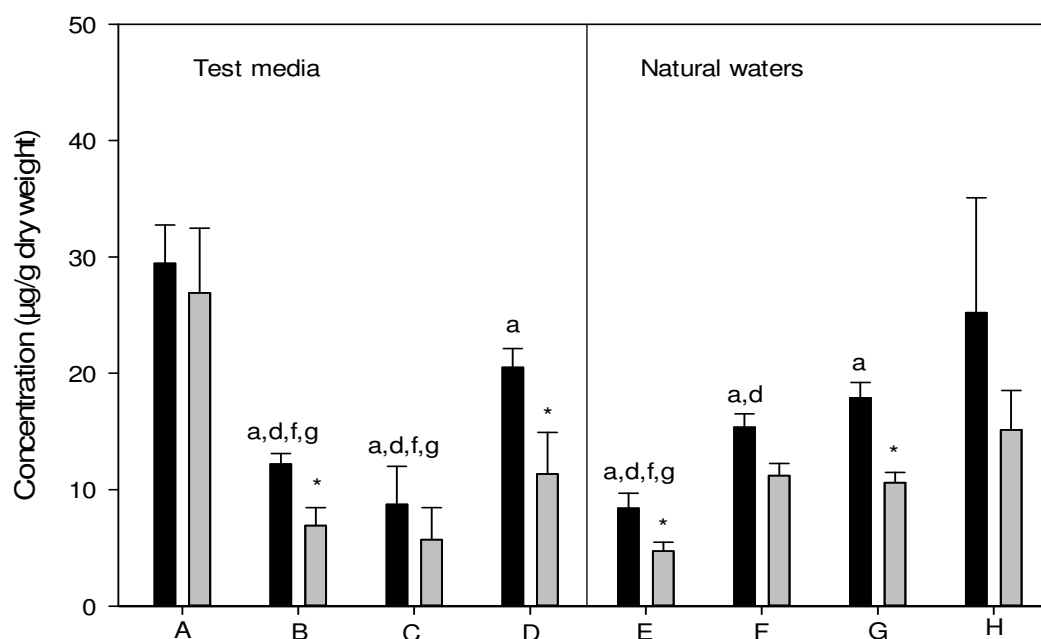 50
Test media
Natural waters
40
30
20
10
0
Concentration (µg/g dry weight)
a,d,f,g
*
a,d,f,g
a
*
a,d,f,g
*
a,d
a
*
A
B
C
D
E
F
G
H